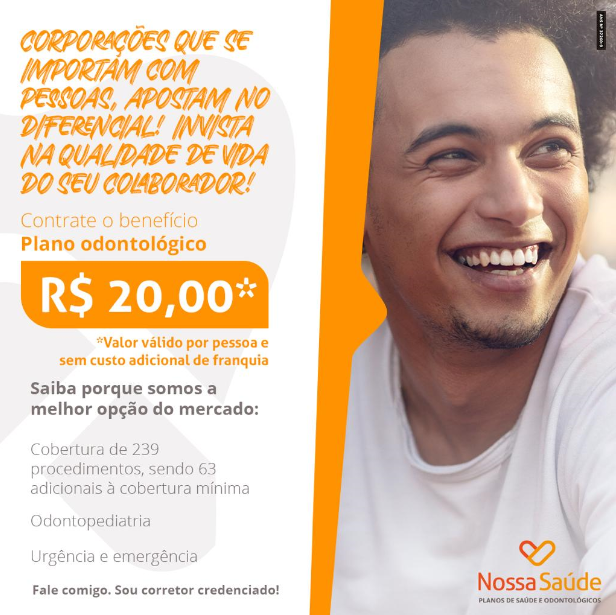 CORPORAÇÕES QUE SE
IMPORTAM COM
PESSOAS, APOSTAM NO
DIFERENCIAL! INVISTA
NA QUALIDADE DE VIDA
DO SEU COLABORADOR!
Contrate o benefício
Plano odontológico
R$ 20,00*
*Valor válido por pessoa e
sem custo adicional de franquia
Saiba porque somos a
melhor opção do mercado:
Cobertura de 239
procedimentos, sendo 63
adicionais à cobertura mínima
Odontopediatria
Urgência e emergência
Fale comigo. Sou corretor credenciado!
NossaSaúde
PLANOS DE SAÚDE E ODONTOLÓGICOS